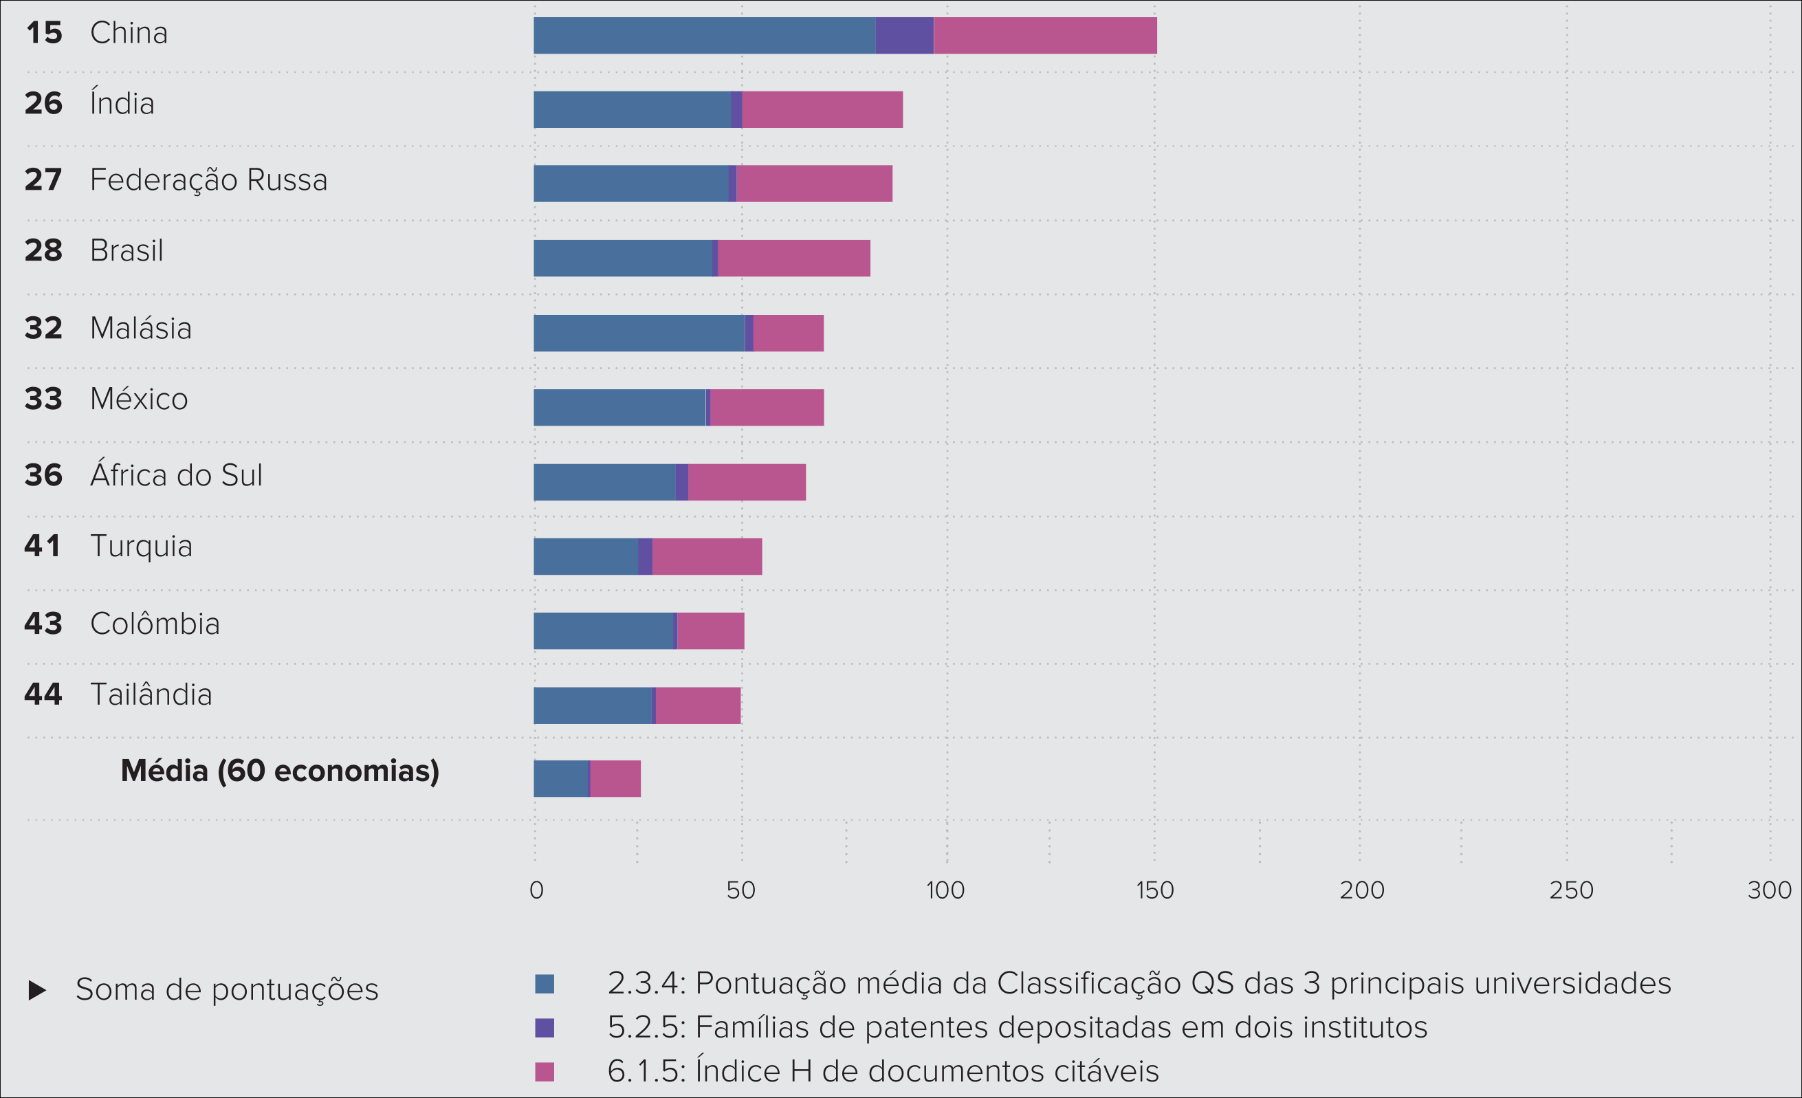 15 China
26 Índia
27 Federação Russa
28 Brasil
32 Malásia
33 México
36 África do Sul
41 Turquia
43 Colômbia
44 Tailândia
Média (60 economias)
0 50 100 150 200 250 300
► Soma de pontuações
2.3.4: Pontuação média da Classificação QS das 3 principais universidades
5.2.5: Famílias de patentes depositadas em dois institutos
6.1.5: Índice H de documentos citáveis